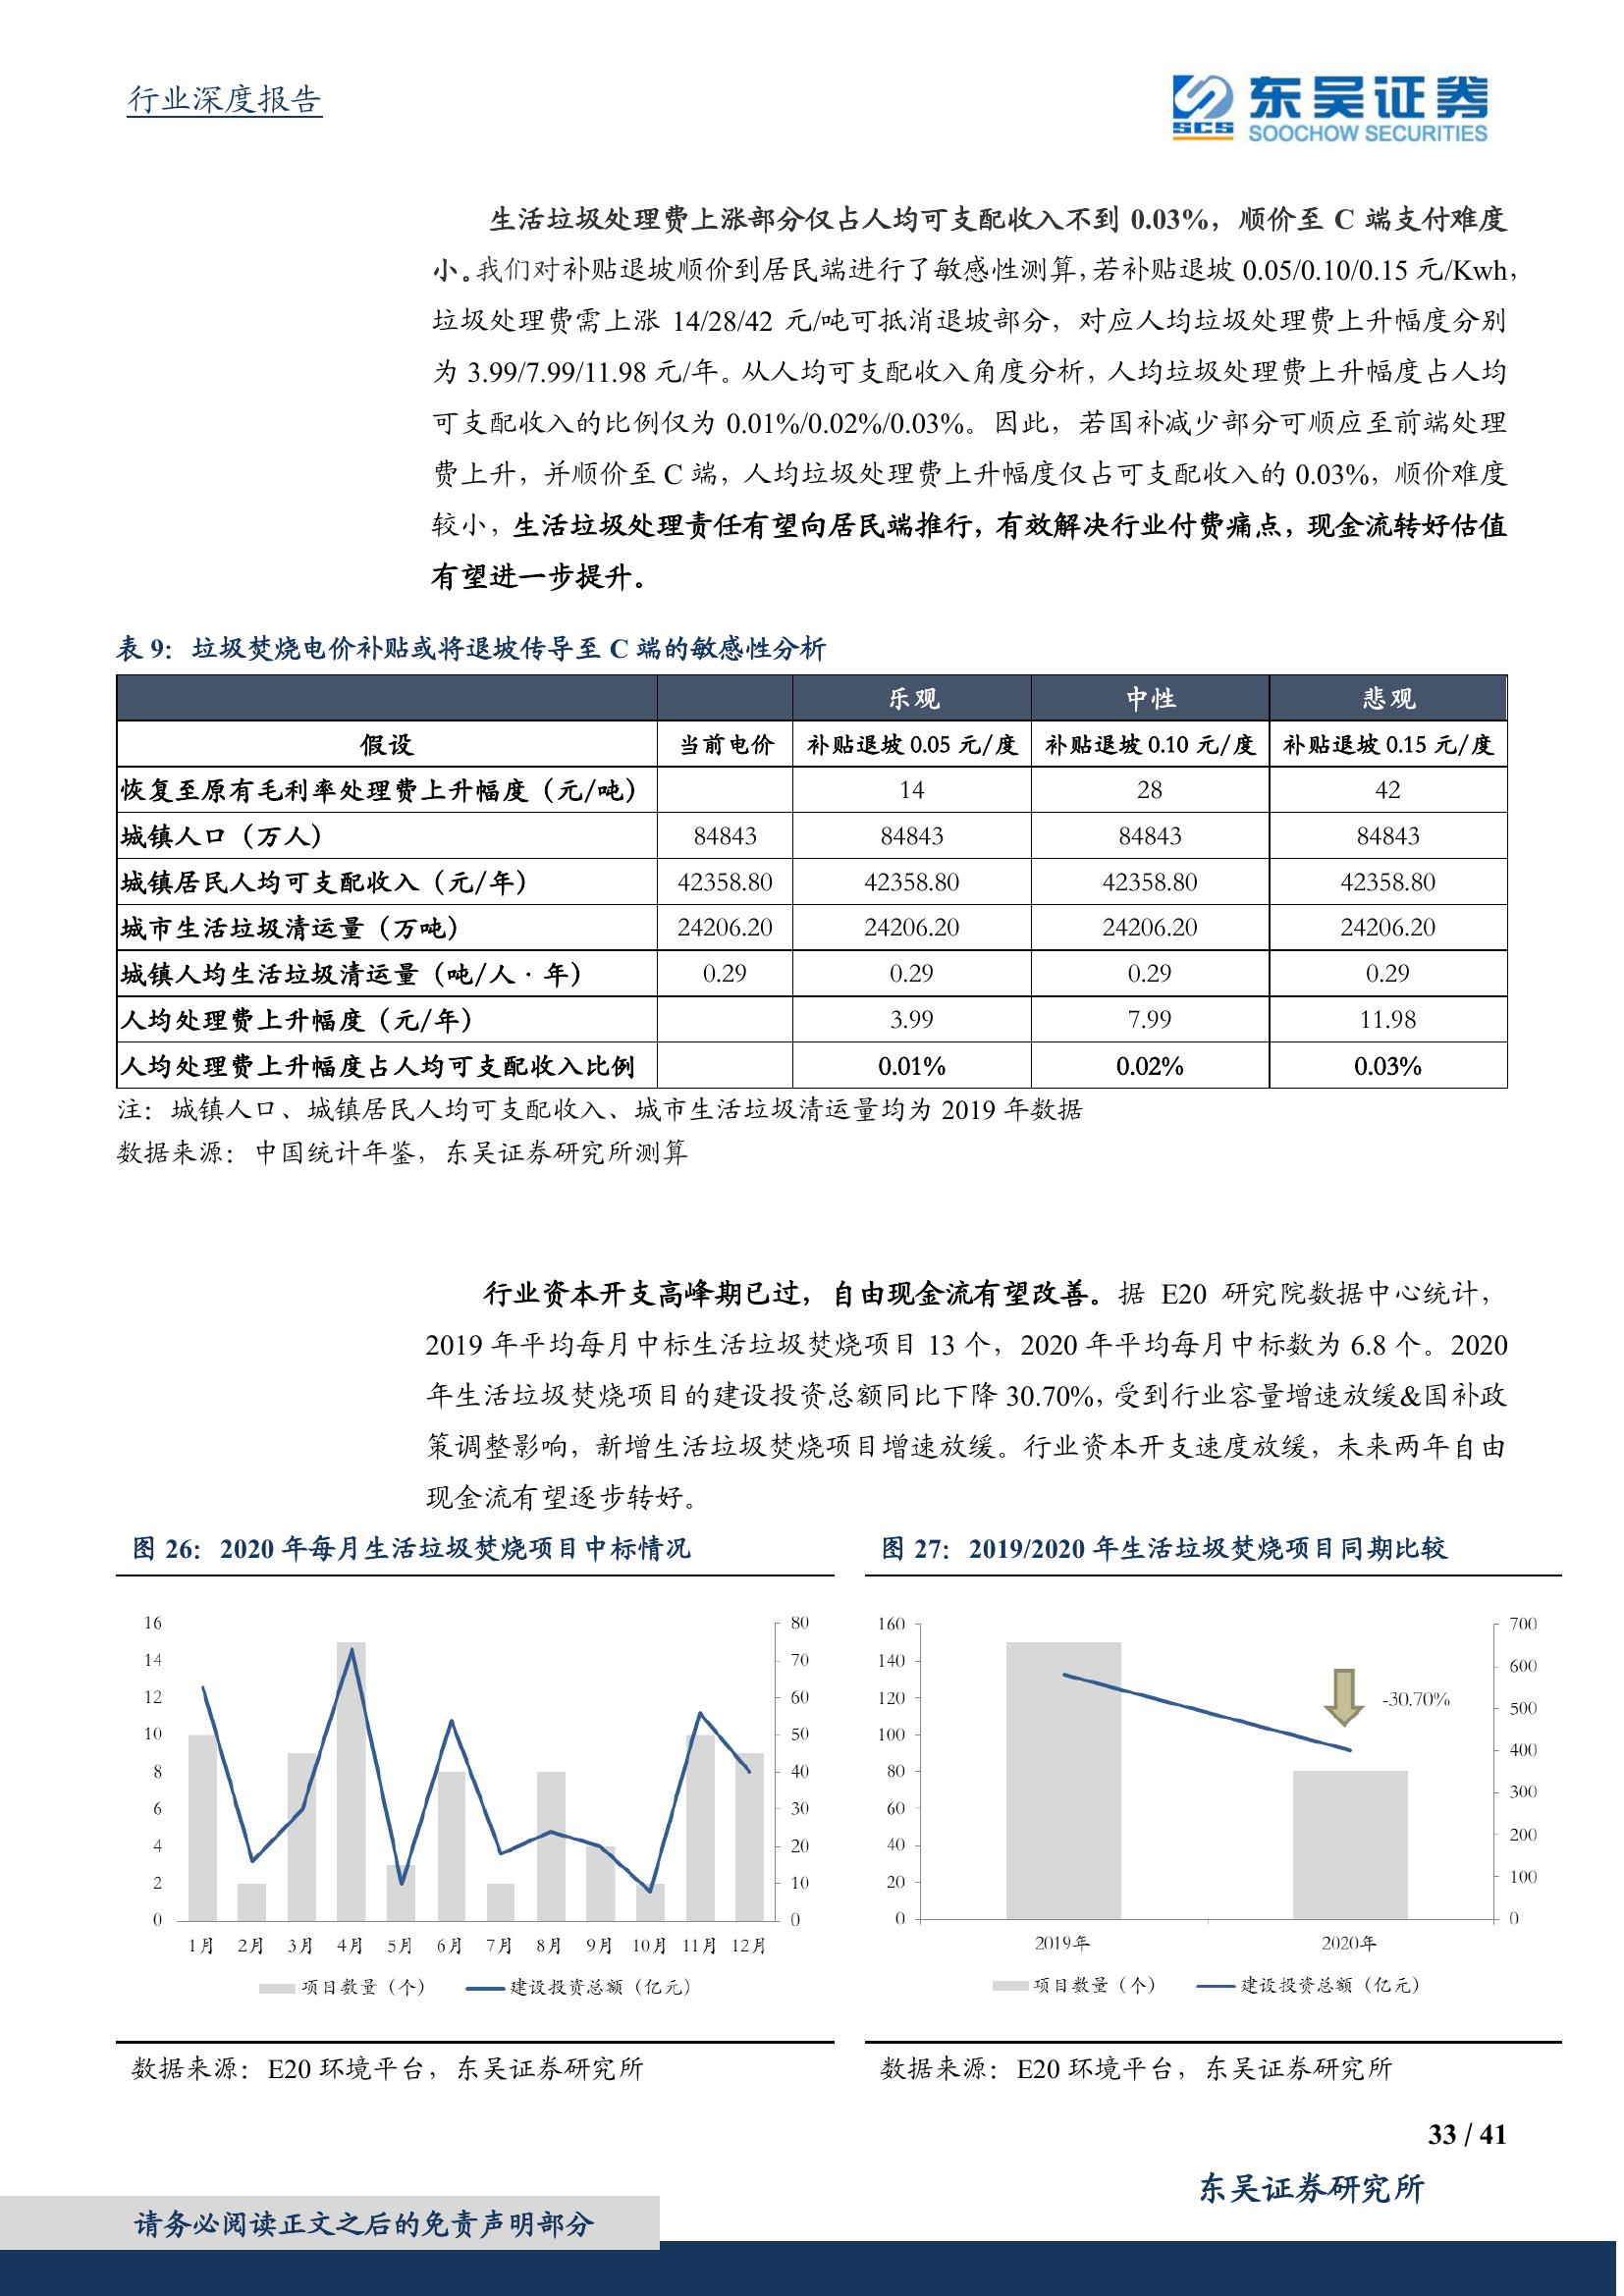 行业深度报告
东吴证券
SCS
SOOCHOW SECURITIES
生活垃圾处理费上涨部分仅占人均可支配收入不到 0.03%，顺价至 C 端支付难度
小。我们对补贴退坡顺价到居民端进行了敏感性测算，若补贴退坡 0.05/0.10/0.15 元/Kwh，
垃圾处理费需上涨 14/28/42 元/吨可抵消退坡部分，对应人均垃圾处理费上升幅度分别
为 3.99/7.99/11.98 元/年。从人均可支配收入角度分析，人均垃圾处理费上升幅度占人均
可支配收入的比例仅为 0.01%/0.02%/0.03%。因此，若国补减少部分可顺应至前端处理
费上升，并顺价至 C 端，人均垃圾处理费上升幅度仅占可支配收入的 0.03%，顺价难度
较小，生活垃圾处理责任有望向居民端推行，有效解决行业付费痛点，现金流转好估值
有望进一步提升。
表 9：垃圾焚烧电价补贴或将退坡传导至 C 端的敏感性分析
乐观 中性 悲观
假设 当前电价 补贴退坡 0.05 元/度 补贴退坡 0.10 元/度 补贴退坡 0.15 元/度
恢复至原有毛利率处理费上升幅度（元/吨） 14 28 42
城镇人口（万人） 84843 84843 84843 84843
城镇居民人均可支配收入（元/年） 42358.80 42358.80 42358.80 42358.80
城市生活垃圾清运量（万吨） 24206.20 24206.20 24206.20 24206.20
城镇人均生活垃圾清运量（吨/人·年） 0.29 0.29 0.29 0.29
人均处理费上升幅度（元/年） 3.99 7.99 11.98
人均处理费上升幅度占人均可支配收入比例 0.01% 0.02% 0.03%
注：城镇人口、城镇居民人均可支配收入、城市生活垃圾清运量均为 2019 年数据
数据来源：中国统计年鉴，东吴证券研究所测算
行业资本开支高峰期已过，自由现金流有望改善。据 E20 研究院数据中心统计，
2019 年平均每月中标生活垃圾焚烧项目 13 个，2020 年平均每月中标数为 6.8 个。2020
年生活垃圾焚烧项目的建设投资总额同比下降 30.70%，受到行业容量增速放缓&国补政
策调整影响，新增生活垃圾焚烧项目增速放缓。行业资本开支速度放缓，未来两年自由
现金流有望逐步转好。
图 26：2020 年每月生活垃圾焚烧项目中标情况
16 80
14 70
12 60
10 50
8 40
6 30
4 20
2 10
0 0
1月 2月 3月 4月 5月 6月 7月 8月 9月 10月 11月 12月
项目数量（个） 建设投资总额（亿元）
数据来源：E20 环境平台，东吴证券研究所
图 27：2019/2020 年生活垃圾焚烧项目同期比较
160 700
140 600
120 500
100 400
80 300
60 200
40 100
20 0
0
-30.70%
2019年 2020年
项目数量（个） 建设投资总额（亿元）
数据来源：E20 环境平台，东吴证券研究所
33 / 41
东吴证券研究所
请务必阅读正文之后的免责声明部分